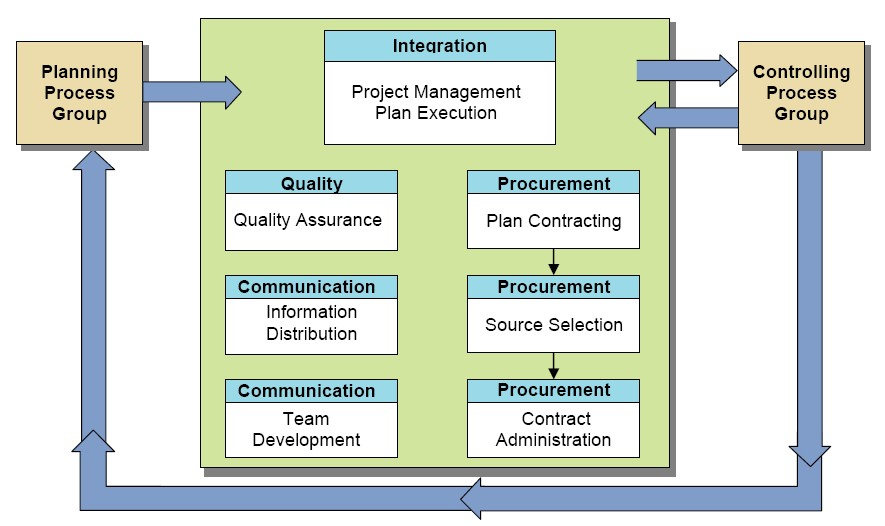 Planning
Process
Group
Integration
Project Management
Plan Execution
Controlling
Process
Group
Quality
Quality Assurance
Procurement
Plan Contracting
Communication
Information
Distribution
Procurement
Source Selection
Communication
Team
Development
Procurement
Contract
Administration